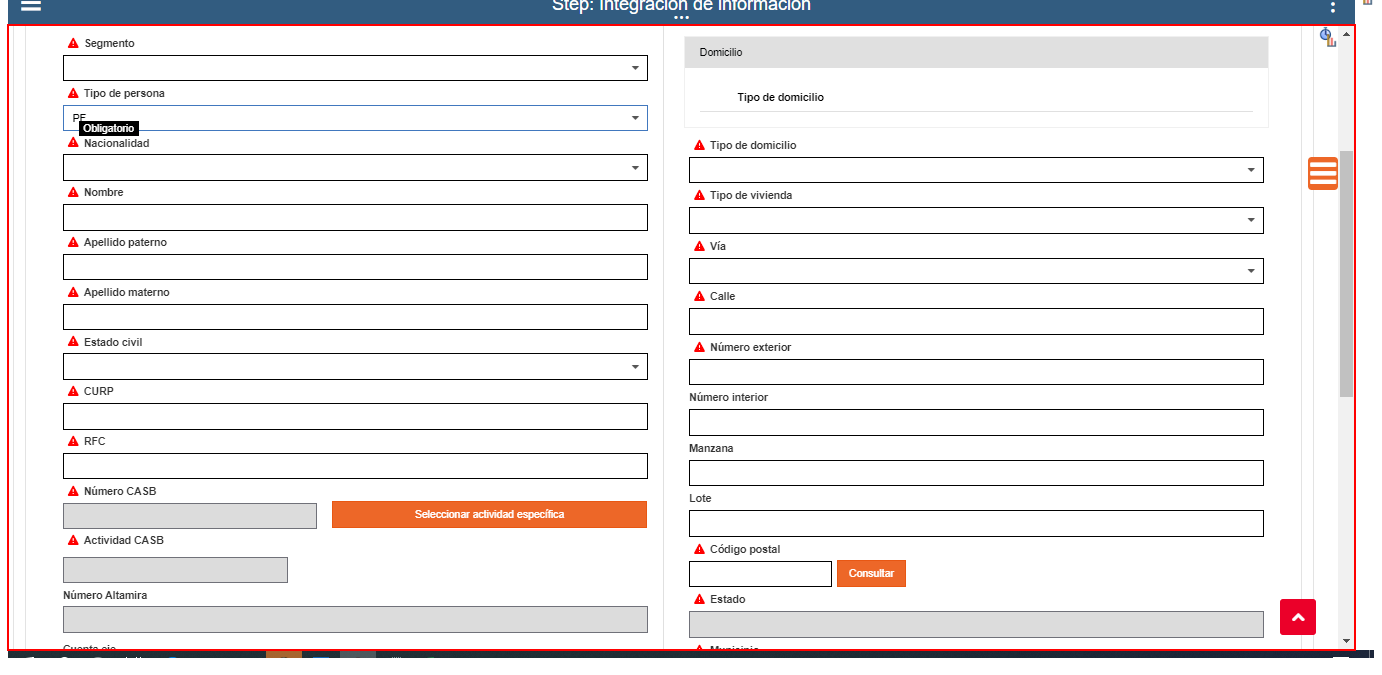 Step: Integración de información
Segmento
Tipo de persona
PF
Obligatorio
Nacionalidad
Nombre
Apellido paterno
Apellido materno
Estado civil
CURP
RFC
Número CASB
Seleccionar actividad específica
Actividad CASB
Número Altamira
Cuenta eje
Domicilio
Tipo de domicilio
Tipo de domicilio
Tipo de vivienda
Vía
Calle
Número exterior
Número interior
Manzana
Lote
Código postal
Consultar
Estado
Municipio